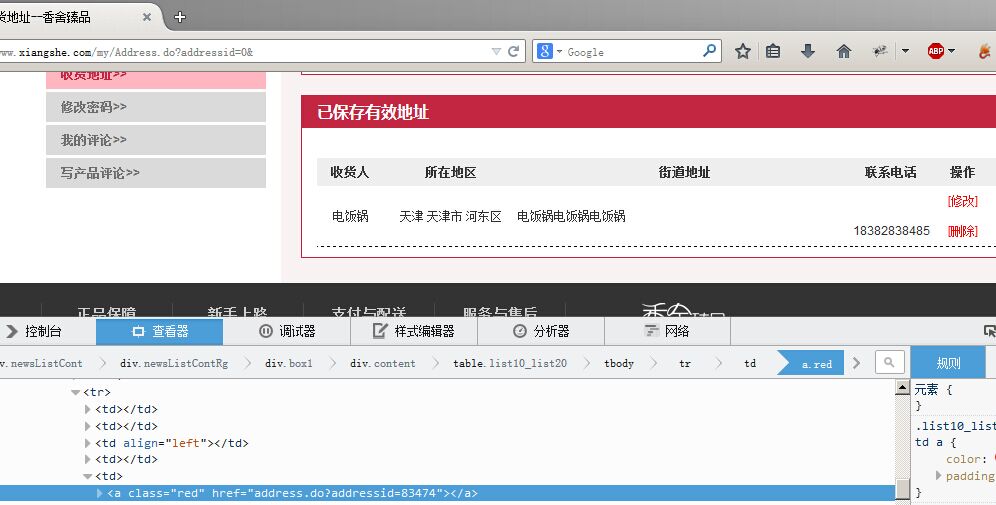 货地址--香舍臻品
www.xiangshe.com/my/Address.do?addressid=0&
Google
ABP
收货地址>>
修改密码>>
我的评论>>
写产品评论>>
已保存有效地址
收货人 所在地区 街道地址 联系电话 操作
电饭锅 天津 天津市 河东区 电饭锅电饭锅电饭锅 18382838485 [修改]
[删除]
正品保障 新手上路 支付与配送 服务与售后
控制台 查看器 调试器 样式编辑器 分析器 网络
v.newsListCont div.newsListContRg div.box1 div.content table.list10_list20 tbody tr td a.red 规则
<tr>
<td></td>
<td></td>
<td align="left"></td>
<td></td>
<td>
<a class="red" href="address.do?addressid=83474"></a>
元素 {
}
.list10_list
td a {
color:
padding
}